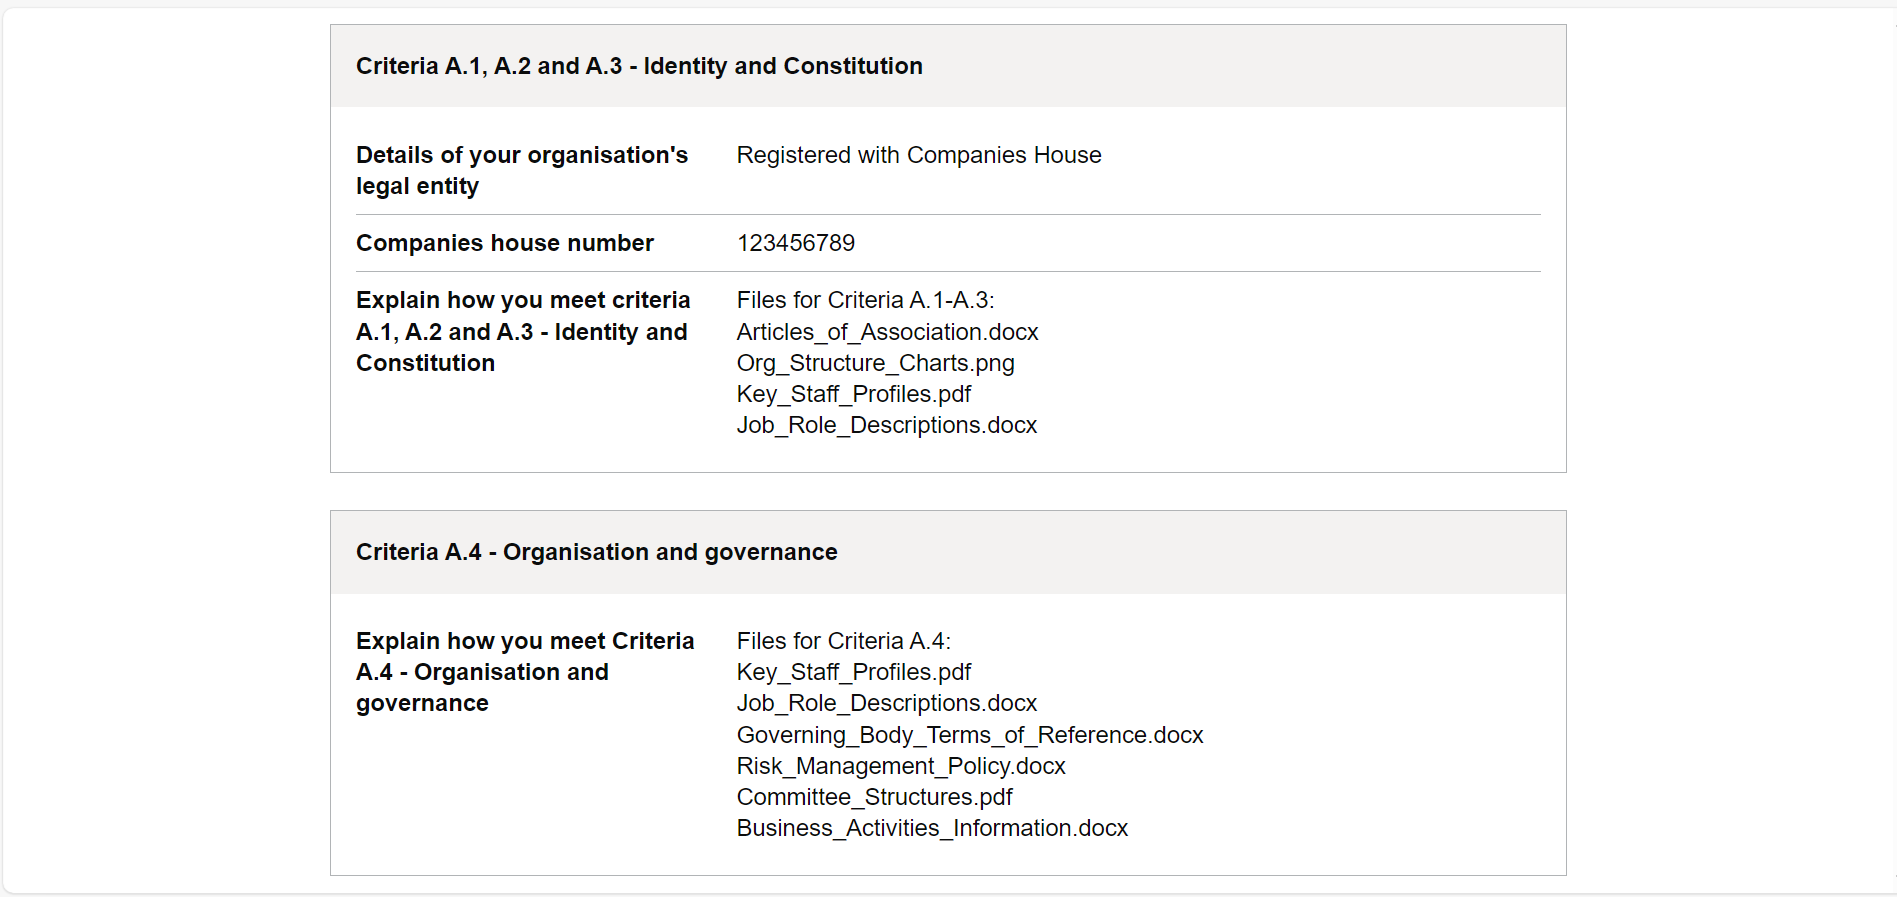 Criteria A.1, A.2 and A.3 - Identity and Constitution
Details of your organisation's
legal entity
Registered with Companies House
Companies house number
123456789
Explain how you meet criteria
A.1, A.2 and A.3 - Identity and
Constitution
Files for Criteria A.1-A.3:
Articles_of_Association.docx
Org_Structure_Charts.png
Key_Staff_Profiles.pdf
Job_Role_Descriptions.docx
Criteria A.4 - Organisation and governance
Explain how you meet Criteria
A.4 - Organisation and
governance
Files for Criteria A.4:
Key_Staff_Profiles.pdf
Job_Role_Descriptions.docx
Governing_Body_Terms_of_Reference.docx
Risk_Management_Policy.docx
Committee_Structures.pdf
Business_Activities_Information.docx